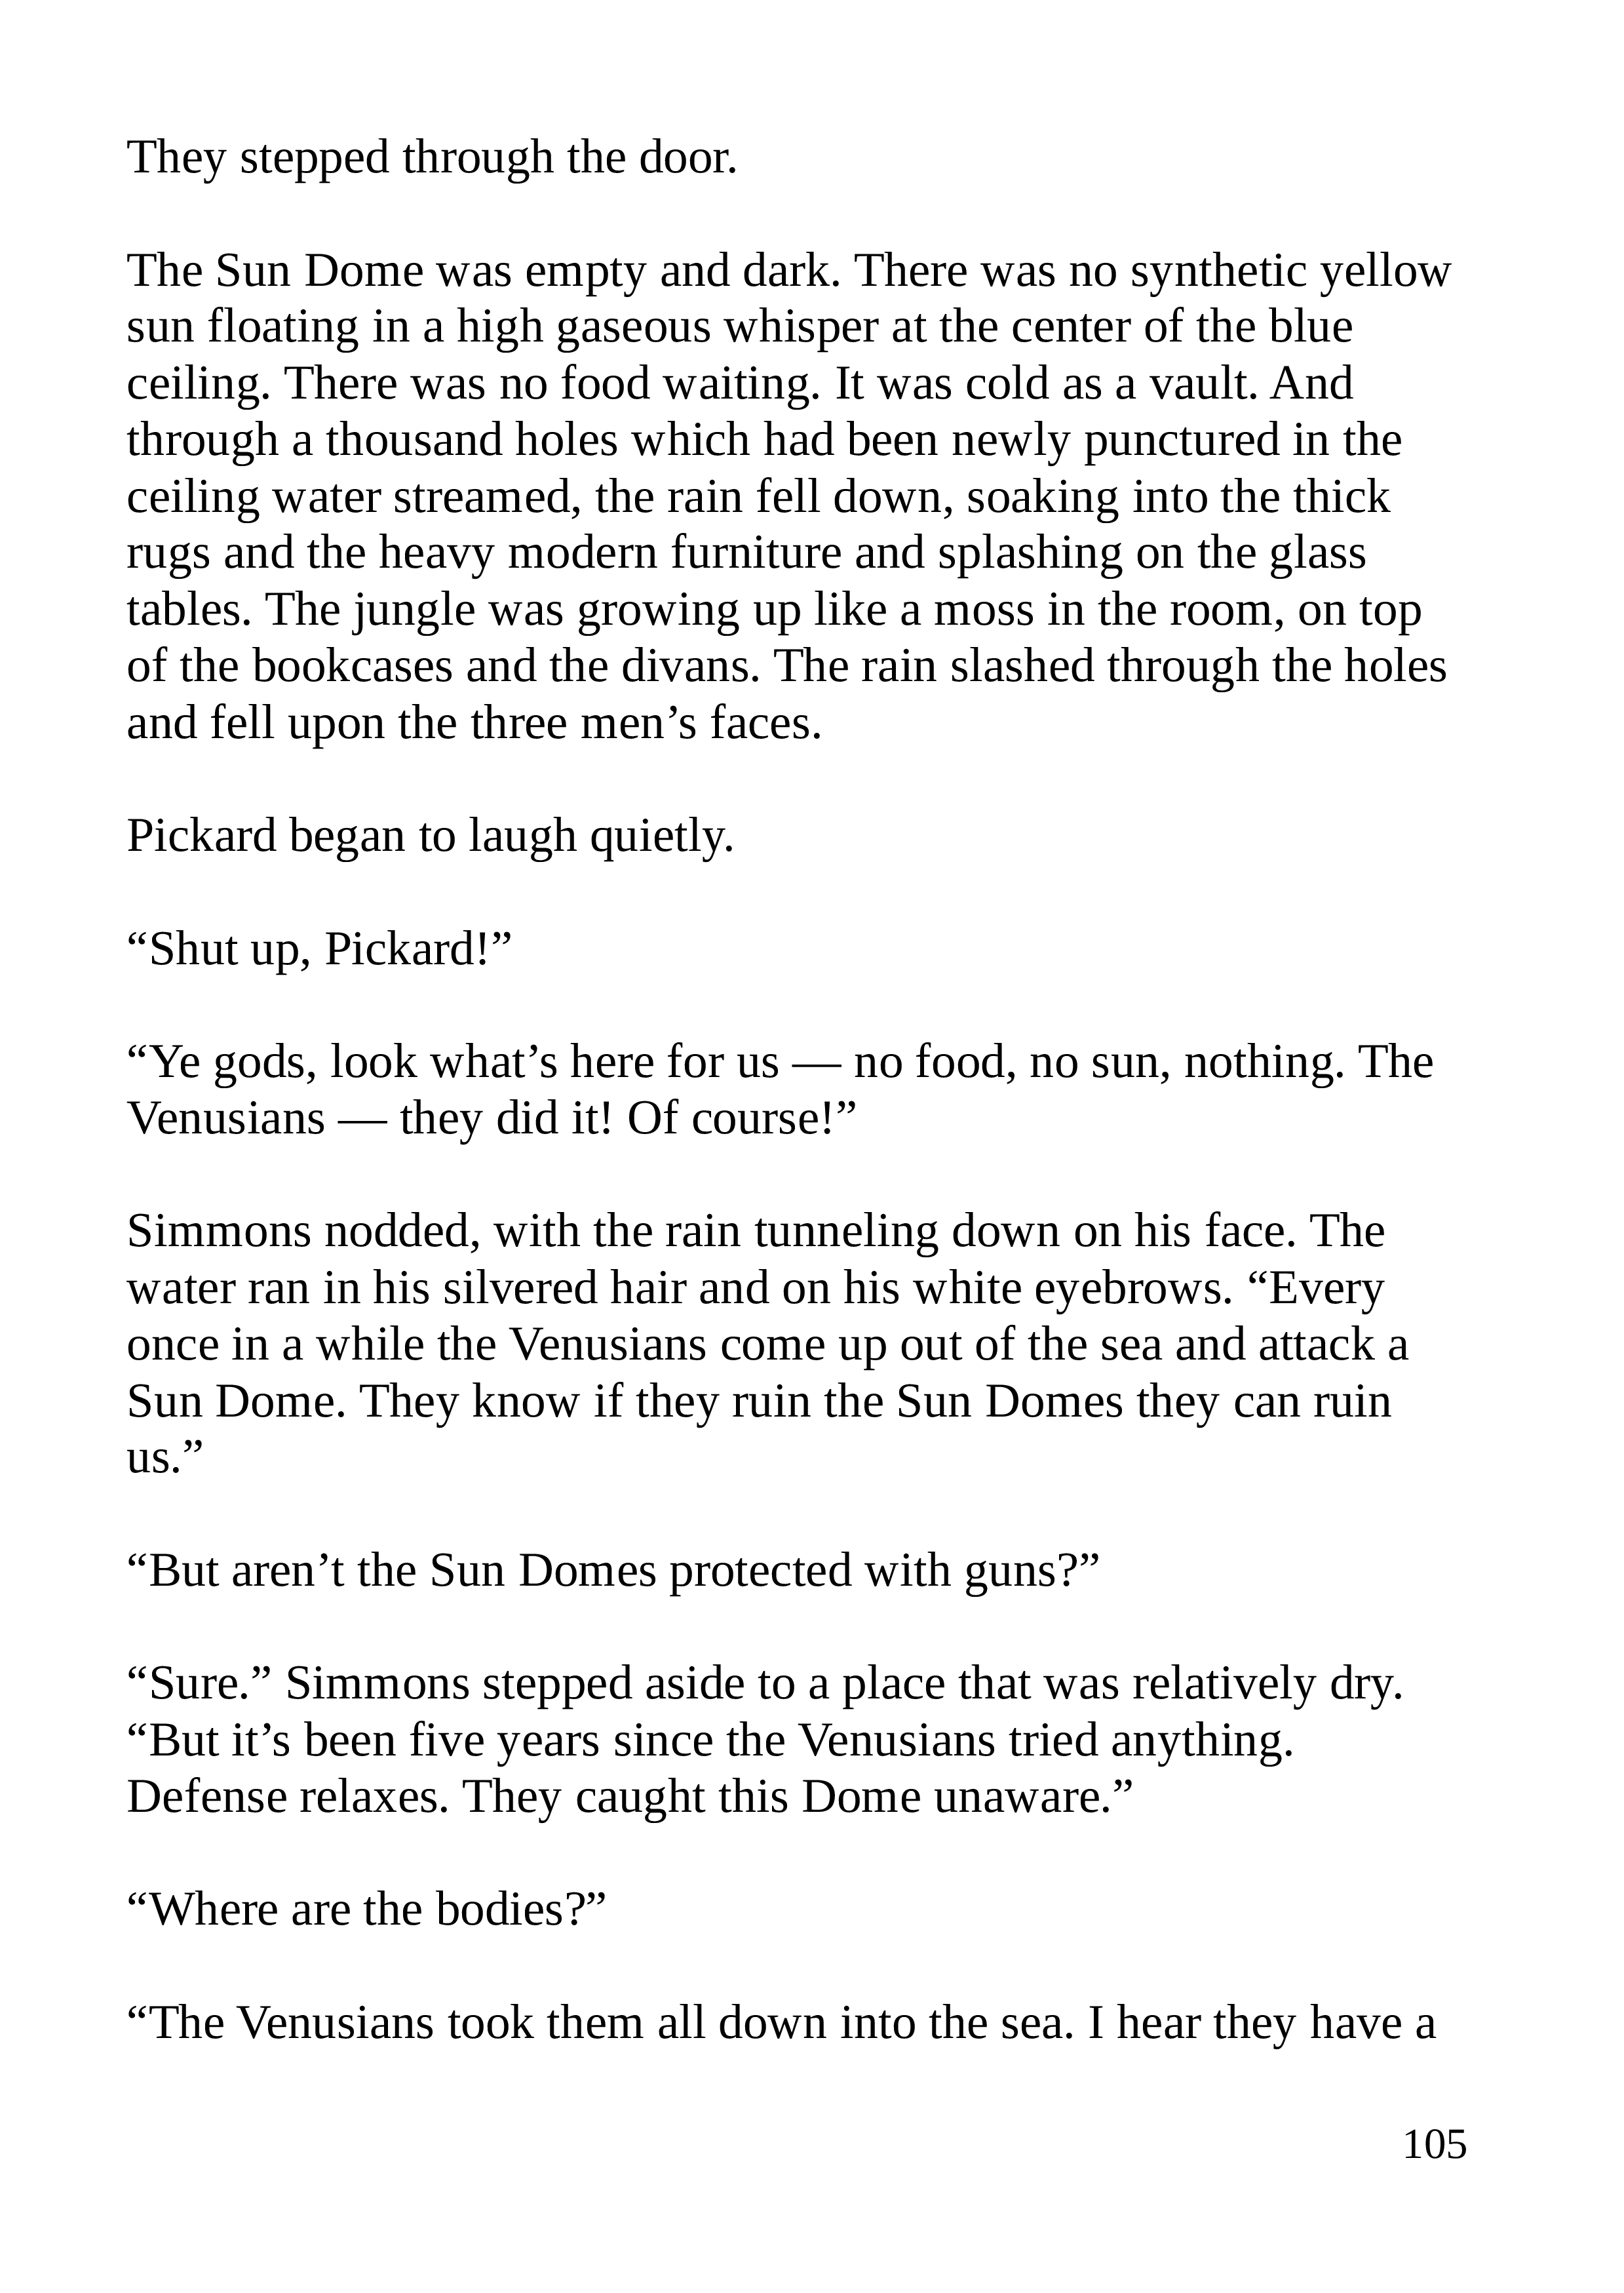 They stepped through the door.
The Sun Dome was empty and dark. There was no synthetic yellow
sun floating in a high gaseous whisper at the center of the blue
ceiling. There was no food waiting. It was cold as a vault. And
through a thousand holes which had been newly punctured in the
ceiling water streamed, the rain fell down, soaking into the thick
rugs and the heavy modern furniture and splashing on the glass
tables. The jungle was growing up like a moss in the room, on top
of the bookcases and the divans. The rain slashed through the holes
and fell upon the three men’s faces.
Pickard began to laugh quietly.
“Shut up, Pickard!”
“Ye gods, look what’s here for us — no food, no sun, nothing. The
Venusians — they did it! Of course!”
Simmons nodded, with the rain tunneling down on his face. The
water ran in his silvered hair and on his white eyebrows. “Every
once in a while the Venusians come up out of the sea and attack a
Sun Dome. They know if they ruin the Sun Domes they can ruin
us.”
“But aren’t the Sun Domes protected with guns?”
“Sure.” Simmons stepped aside to a place that was relatively dry.
“But it’s been five years since the Venusians tried anything.
Defense relaxes. They caught this Dome unaware.”
“Where are the bodies?”
“The Venusians took them all down into the sea. I hear they have a
105